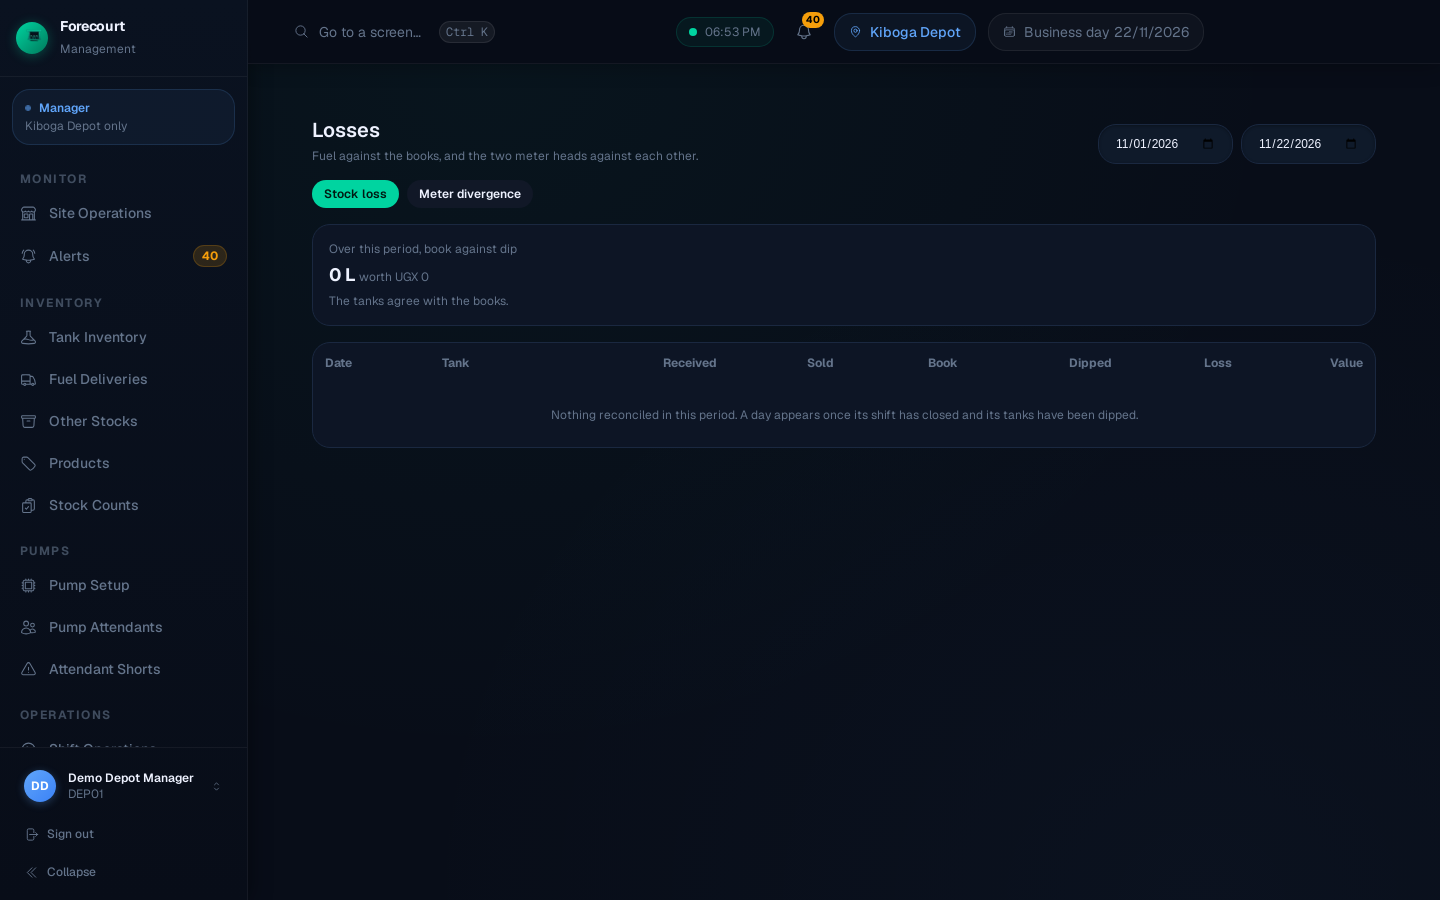 Forecourt
Management
Manager
Kiboga Depot only
MONITOR
Site Operations
Alerts 40
INVENTORY
Tank Inventory
Fuel Deliveries
Other Stocks
Products
Stock Counts
PUMPS
Pump Setup
Pump Attendants
Attendant Shorts
OPERATIONS
Shift Operations
DD Demo Depot Manager
DEP01
Sign out
Collapse
Go to a screen... Ctrl K
06:53 PM
40
Kiboga Depot
Business day 22/11/2026
Losses
Fuel against the books, and the two meter heads against each other.
11/01/2026 11/22/2026
Stock loss Meter divergence
Over this period, book against dip
0 L worth UGX 0
The tanks agree with the books.
Date Tank Received Sold Book Dipped Loss Value
Nothing reconciled in this period. A day appears once its shift has closed and its tanks have been dipped.